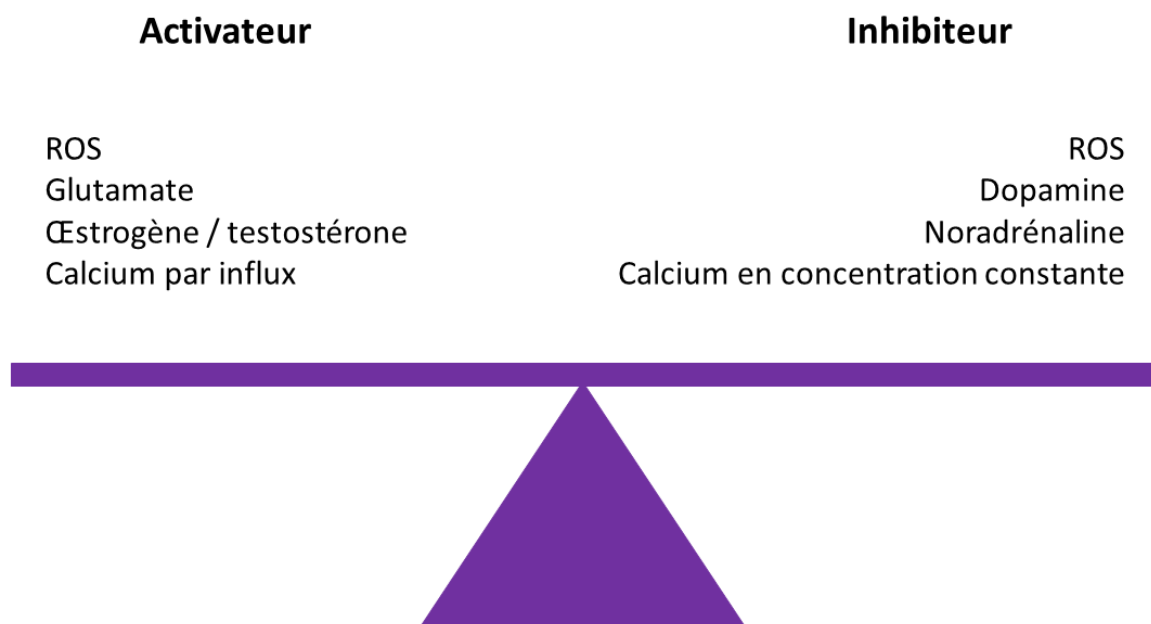 Activateur
Inhibiteur
ROS
Glutamate
Œstrogène / testostérone
Calcium par influx
ROS
Dopamine
Noradrénaline
Calcium en concentration constante